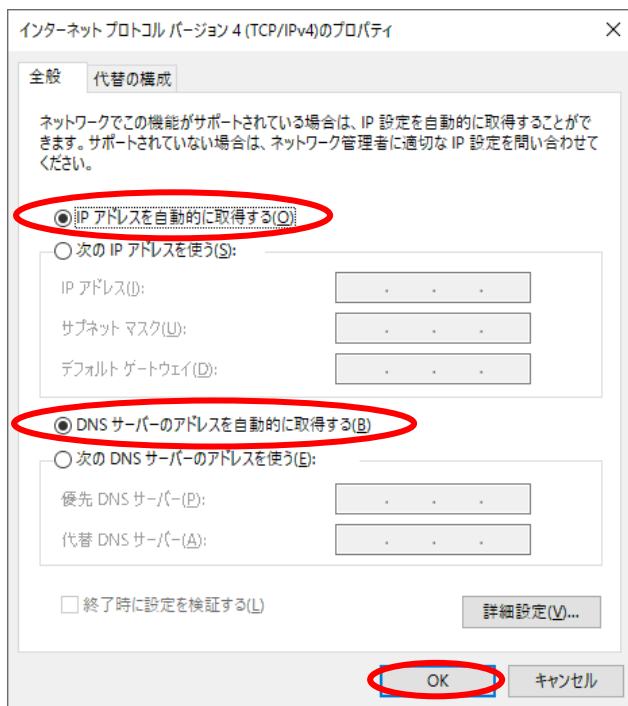 インターネット プロトコル バージョン 4 (TCP/IPv4)のプロパティ
全般 代替の構成
ネットワークでこの機能がサポートされている場合は、IP 設定を自動的に取得することがで
きます。サポートされていない場合は、ネットワーク管理者に適切な IP 設定を問い合わせて
ください。
IP アドレスを自動的に取得する(O)
次の IP アドレスを使う(S):
IP アドレス(I):
サブネット マスク(U):
デフォルト ゲートウェイ(D):
DNS サーバーのアドレスを自動的に取得する(B)
次の DNS サーバーのアドレスを使う(E):
優先 DNS サーバー(P):
代替 DNS サーバー(A):
終了時に設定を検証する(L)
詳細設定(V)...
OK キャンセル